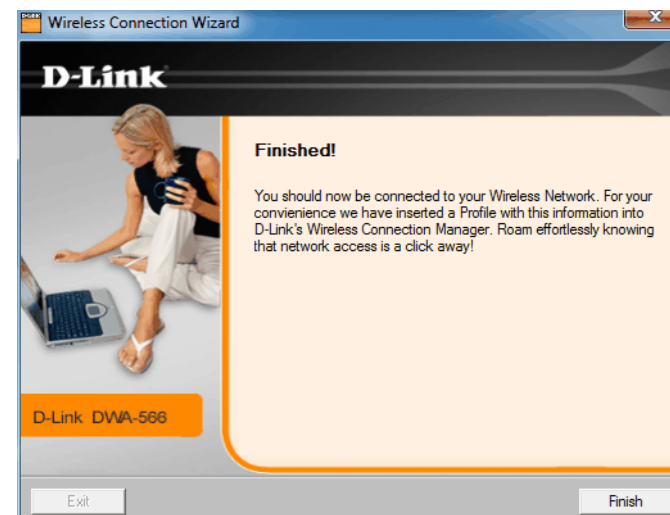 Wireless Connection Wizard
D-Link
Finished!
You should now be connected to your Wireless Network. For your
convienience we have inserted a Profile with this information into
D-Link's Wireless Connection Manager. Roam effortlessly knowing
that network access is a click away!
D-Link DWA-566
Exit
Finish